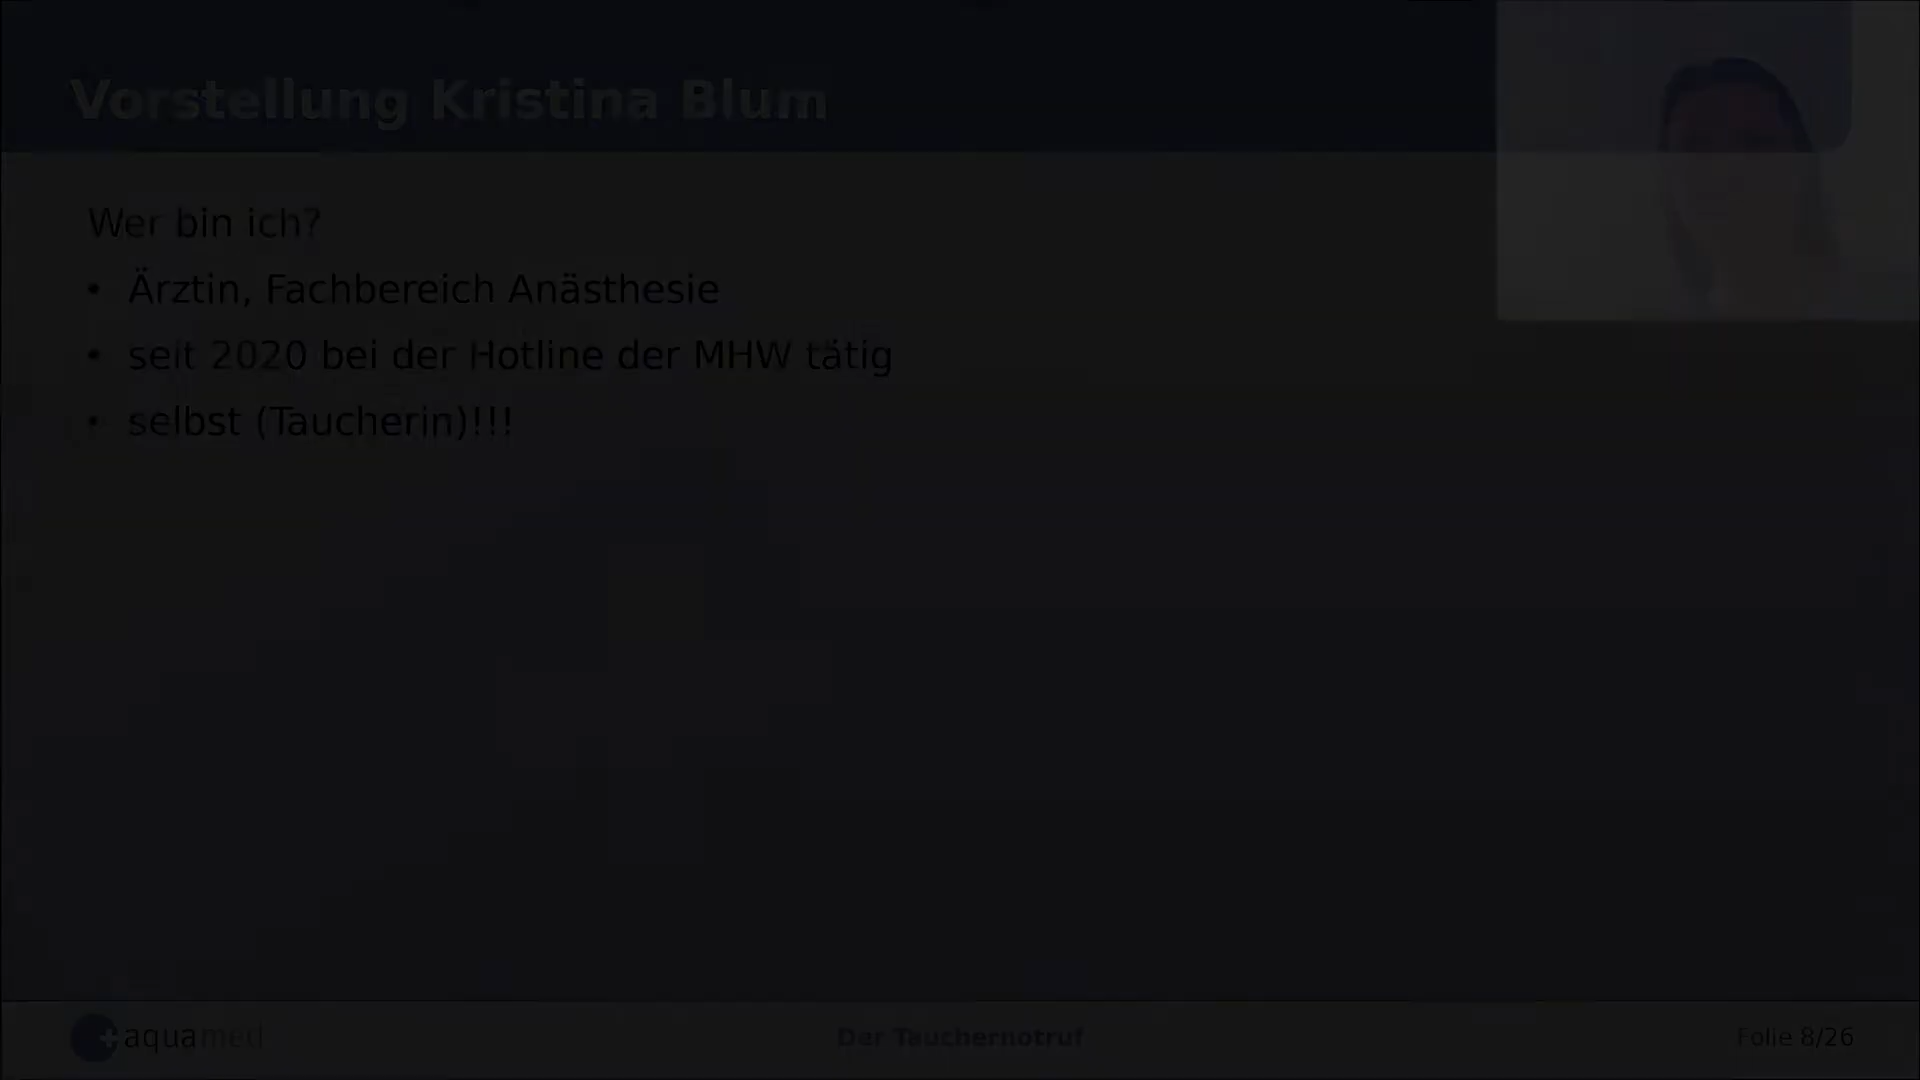 Vorstellung Kristina Blum
Wer bin ich?
• Ärztin, Fachbereich Anästhesie
• seit 2020 bei der Hotline der MHW tätig
• selbst (Taucherin)!!!
aquamed
Der Tauchernotruf
Folie 8/26